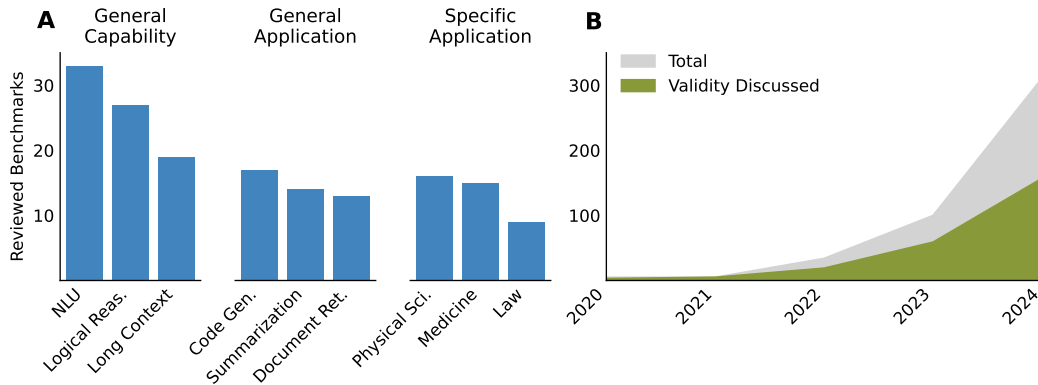 A
General
Capability
General
Application
Specific
Application
Reviewed Benchmarks
30
20
10
NLU
Logical Reas.
Long Context
Code Gen.
Summarization
Document Ret.
Physical Sci.
Medicine
Law
B
Total
Validity Discussed
300
200
100
2020
2021
2022
2023
2024